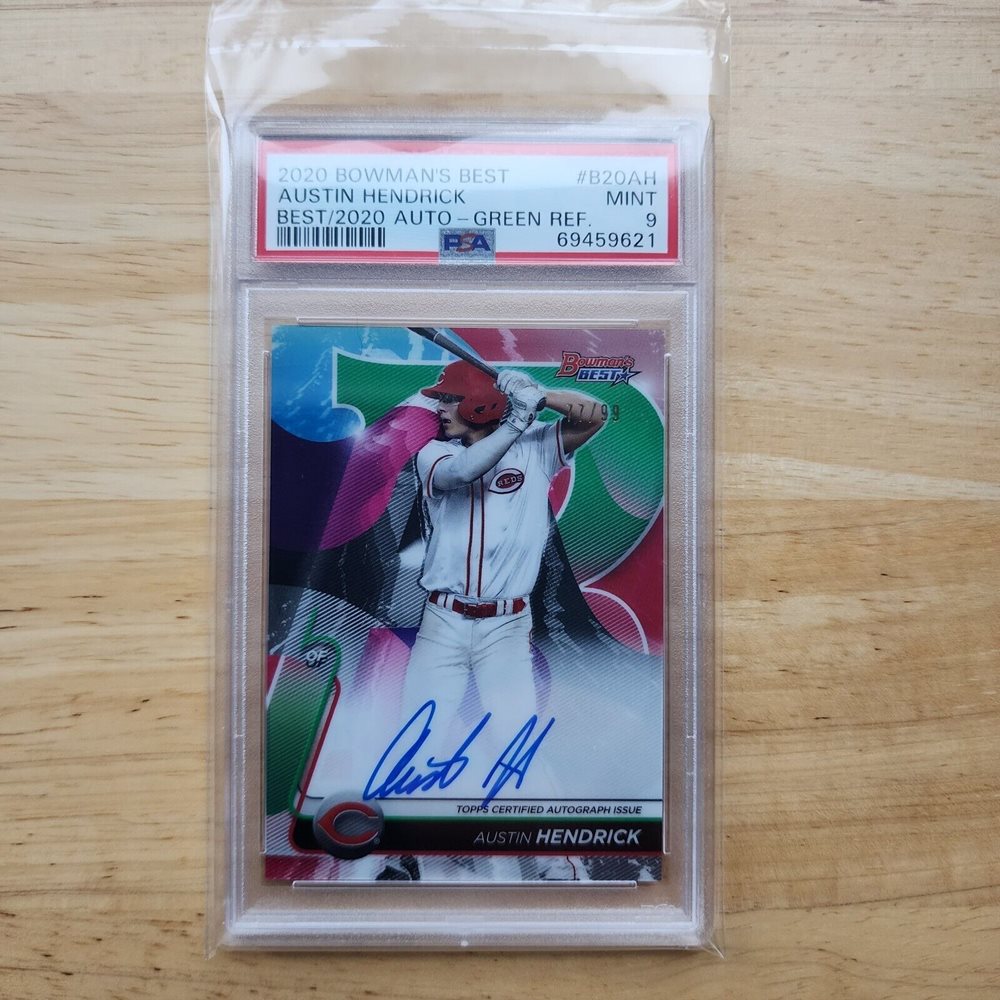 2020 BOWMAN'S BEST #B20AH
AUSTIN HENDRICK MINT
BEST/2020 AUTO - GREEN REF. 9
PSA 69459621
Bowman's
BEST
77/99
REDS
OF
TOPPS CERTIFIED AUTOGRAPH ISSUE
AUSTIN HENDRICK